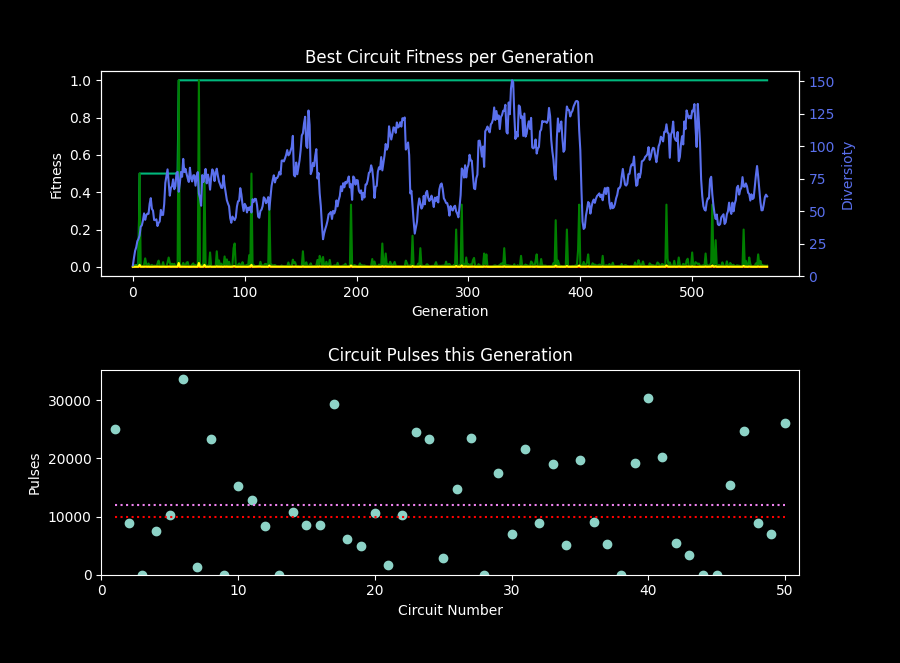 Best Circuit Fitness per Generation
1.0
0.8
0.6
0.4
0.2
0.0
Fitness
150
125
100
75
50
25
0
Diversioty
0 100 200 300 400 500
Generation
Circuit Pulses this Generation
30000
20000
10000
0
Pulses
0 10 20 30 40 50
Circuit Number